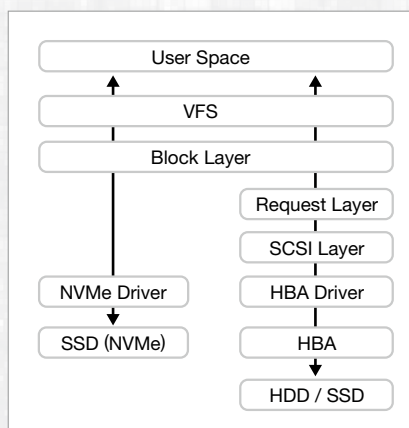 User Space
VFS
Block Layer
Request Layer
SCSI Layer
NVMe Driver
HBA Driver
SSD (NVMe)
HBA
HDD / SSD